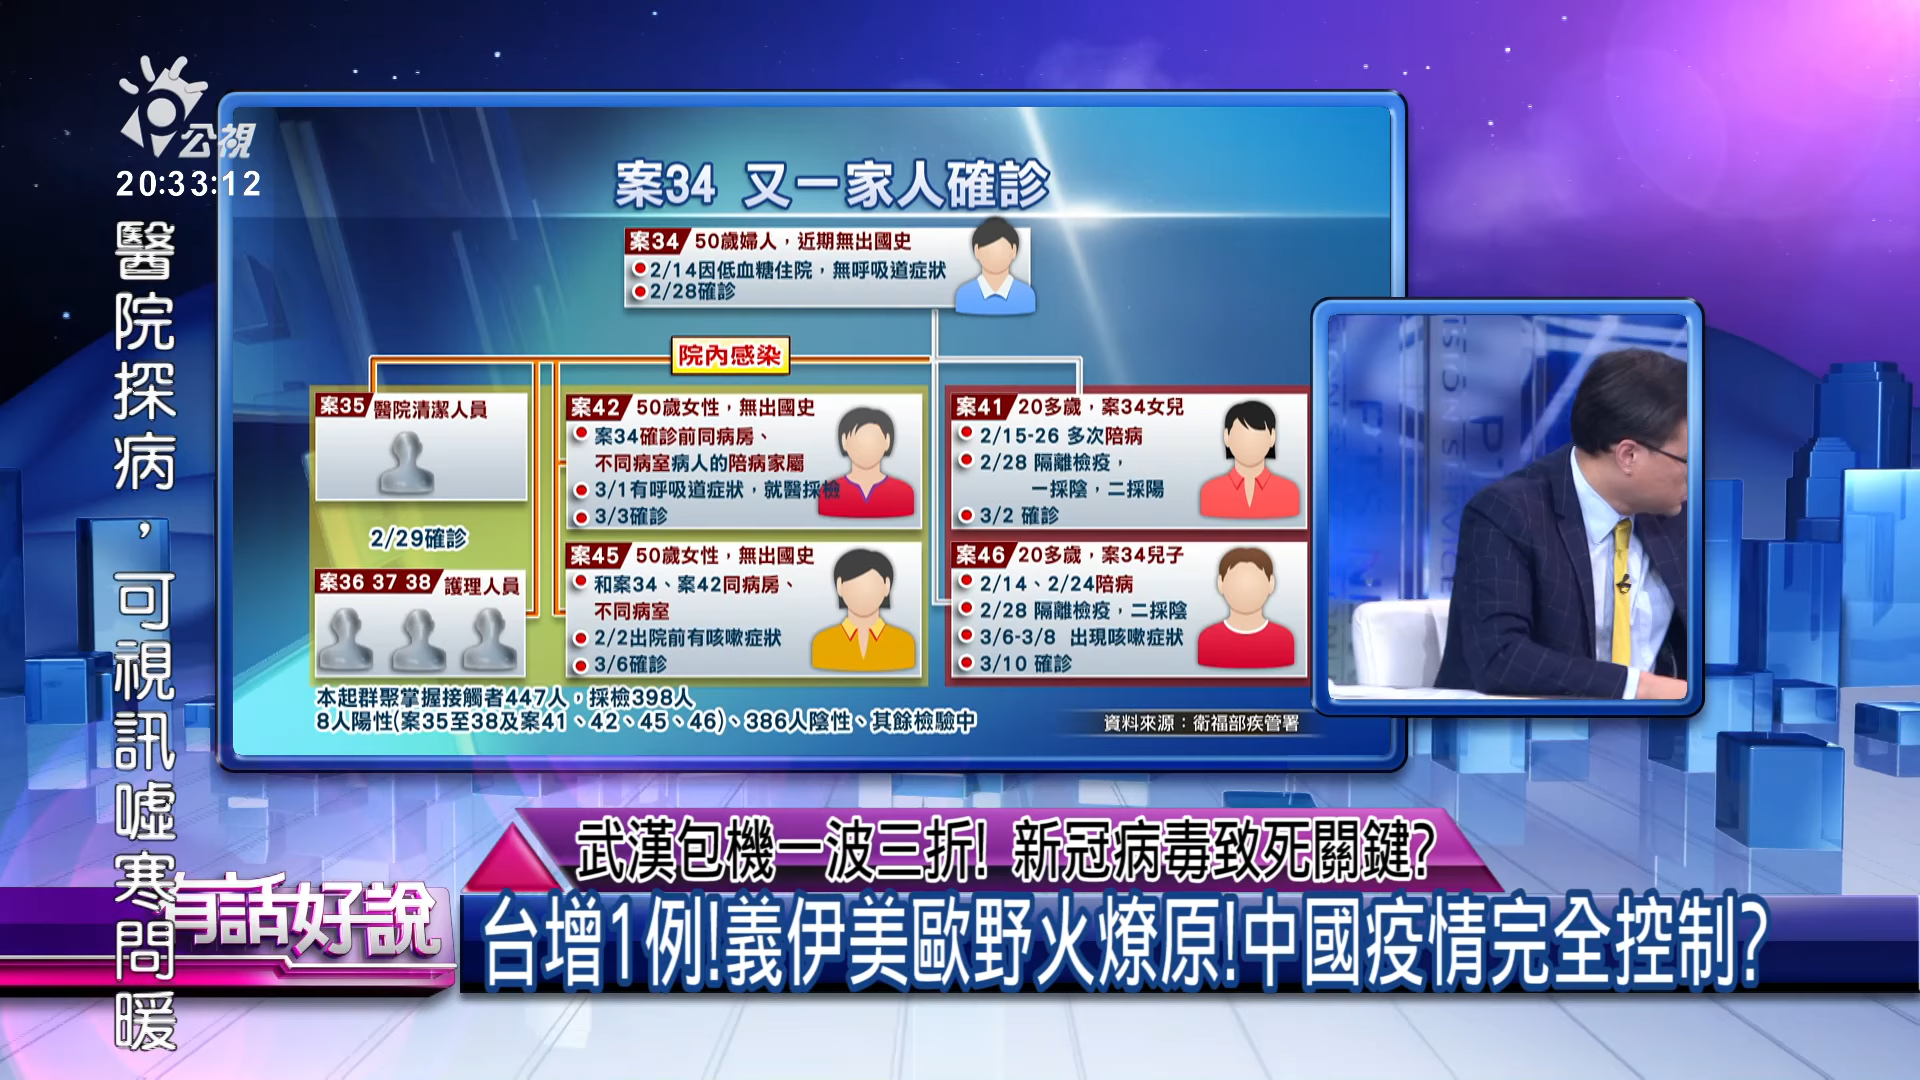 公視
20:33:12
醫院探病，可視訊噓寒問暖
案34 又一家人確診
案34 50歲婦人，近期無出國史
2/14因低血糖住院，無呼吸道症狀
2/28確診
院內感染
案35 醫院清潔人員
2/29確診
案36 37 38 護理人員
案42 50歲女性，無出國史
案34確診前同病房、
不同病室病人的陪病家屬
3/1有呼吸道症狀，就醫採檢
3/3確診
案45 50歲女性，無出國史
和案34、案42同病房、
不同病室
2/2出院前有咳嗽症狀
3/6確診
案41 20多歲，案34女兒
2/15-26 多次陪病
2/28 隔離檢疫，
一採陰，二採陽
3/2 確診
案46 20多歲，案34兒子
2/14、2/24陪病
2/28 隔離檢疫，二採陰
3/6-3/8 出現咳嗽症狀
3/10 確診
本起群聚掌握接觸者447人，採檢398人
8人陽性(案35至38及案41、42、45、46)、386人陰性、其餘檢驗中
資料來源：衛福部疾管署
武漢包機一波三折! 新冠病毒致死關鍵?
有話好說
台增1例!義伊美歐野火燎原!中國疫情完全控制?